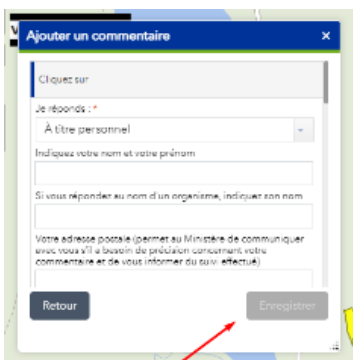 Ajouter un commentaire ×
Cliquez sur
Je réponds : *
À titre personnel
Indiquez votre nom et votre prénom
Si vous répondez au nom d'un organisme, indiquez son nom
Votre adresse postale (permet au Ministère de communiquer
avec vous s'il a besoin de précision concernant votre
commentaire et de vous informer du suivi effectué)
Retour
Enregistrer